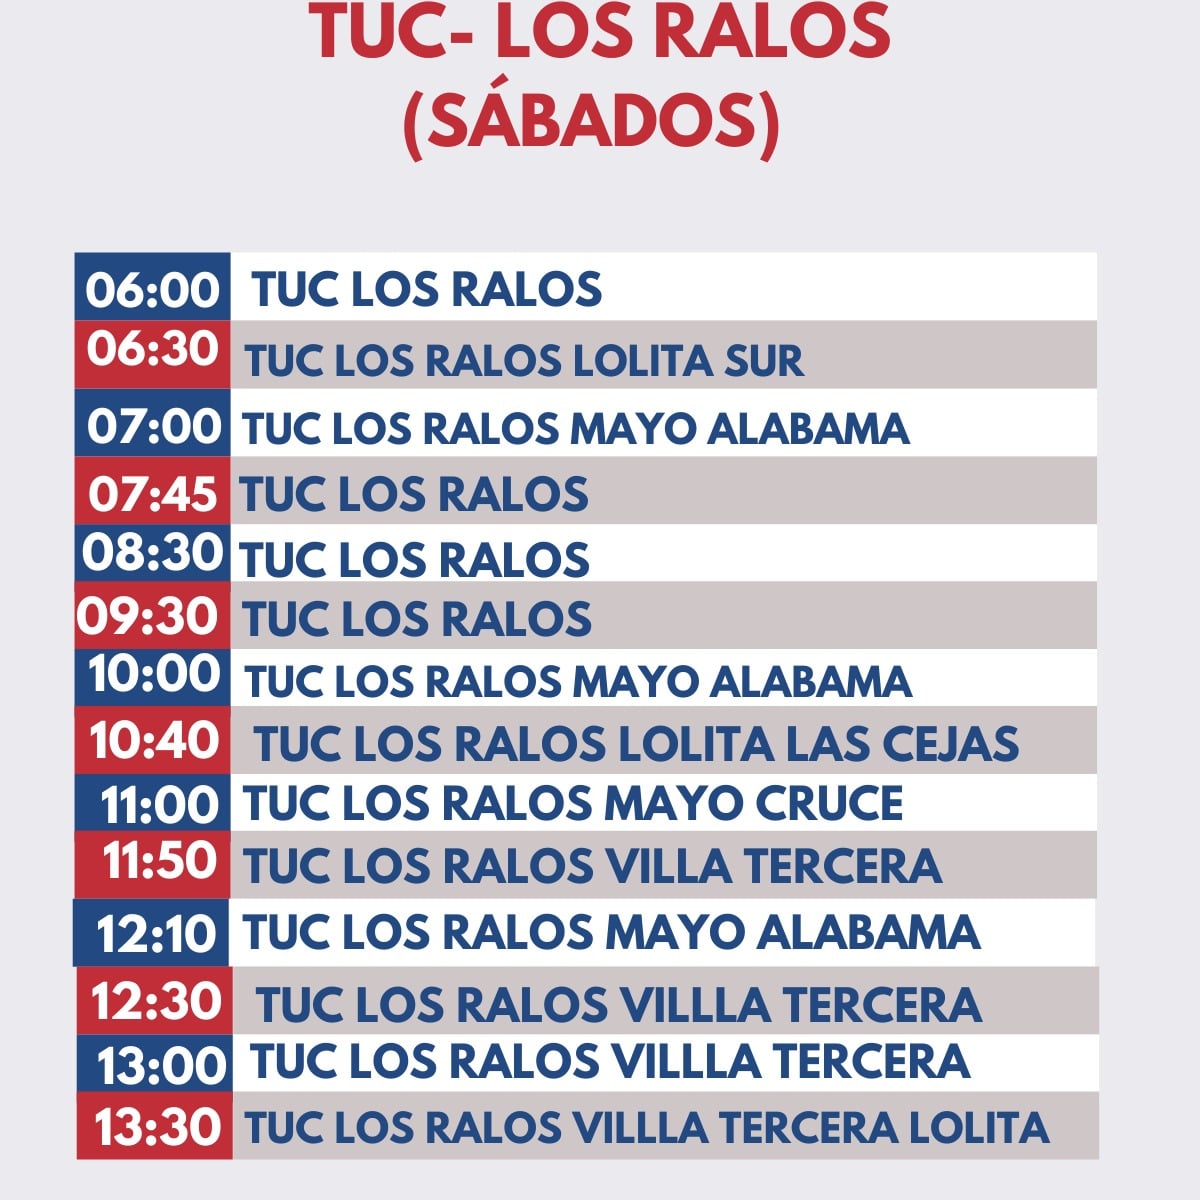 TUC- LOS RALOS
(SÁBADOS)
06:00 TUC LOS RALOS
06:30 TUC LOS RALOS LOLITA SUR
07:00 TUC LOS RALOS MAYO ALABAMA
07:45 TUC LOS RALOS
08:30 TUC LOS RALOS
09:30 TUC LOS RALOS
10:00 TUC LOS RALOS MAYO ALABAMA
10:40 TUC LOS RALOS LOLITA LAS CEJAS
11:00 TUC LOS RALOS MAYO CRUCE
11:50 TUC LOS RALOS VILLA TERCERA
12:10 TUC LOS RALOS MAYO ALABAMA
12:30 TUC LOS RALOS VILLLA TERCERA
13:00 TUC LOS RALOS VILLLA TERCERA
13:30 TUC LOS RALOS VILLLA TERCERA LOLITA